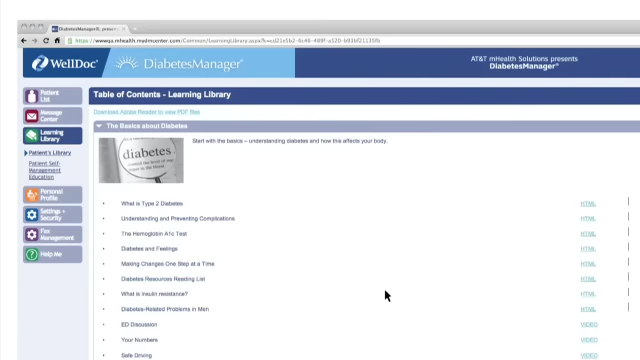 DiabetesManager®, presen
WellDoc®
DiabetesManager®
AT&T mHealth Solutions presents
DiabetesManager®
Patient List
Message Center
Learning Library
Patient's Library
Patient Self-Management Education
Personal Profile
Settings + Security
Fax Management
Help Me
Table of Contents - Learning Library
Download Adobe Reader to view PDF files
The Basics about Diabetes
diabetes
Start with the basics – understanding diabetes and how this affects your body.
What is Type 2 Diabetes HTML
Understanding and Preventing Complications HTML
The Hemoglobin A1c Test HTML
Diabetes and Feelings HTML
Making Changes One Step at a Time HTML
Diabetes Resources Reading List HTML
What is Insulin resistance? HTML
Diabetes-Related Problems in Men HTML
ED Discussion VIDEO
Your Numbers VIDEO
Safe Driving VIDEO